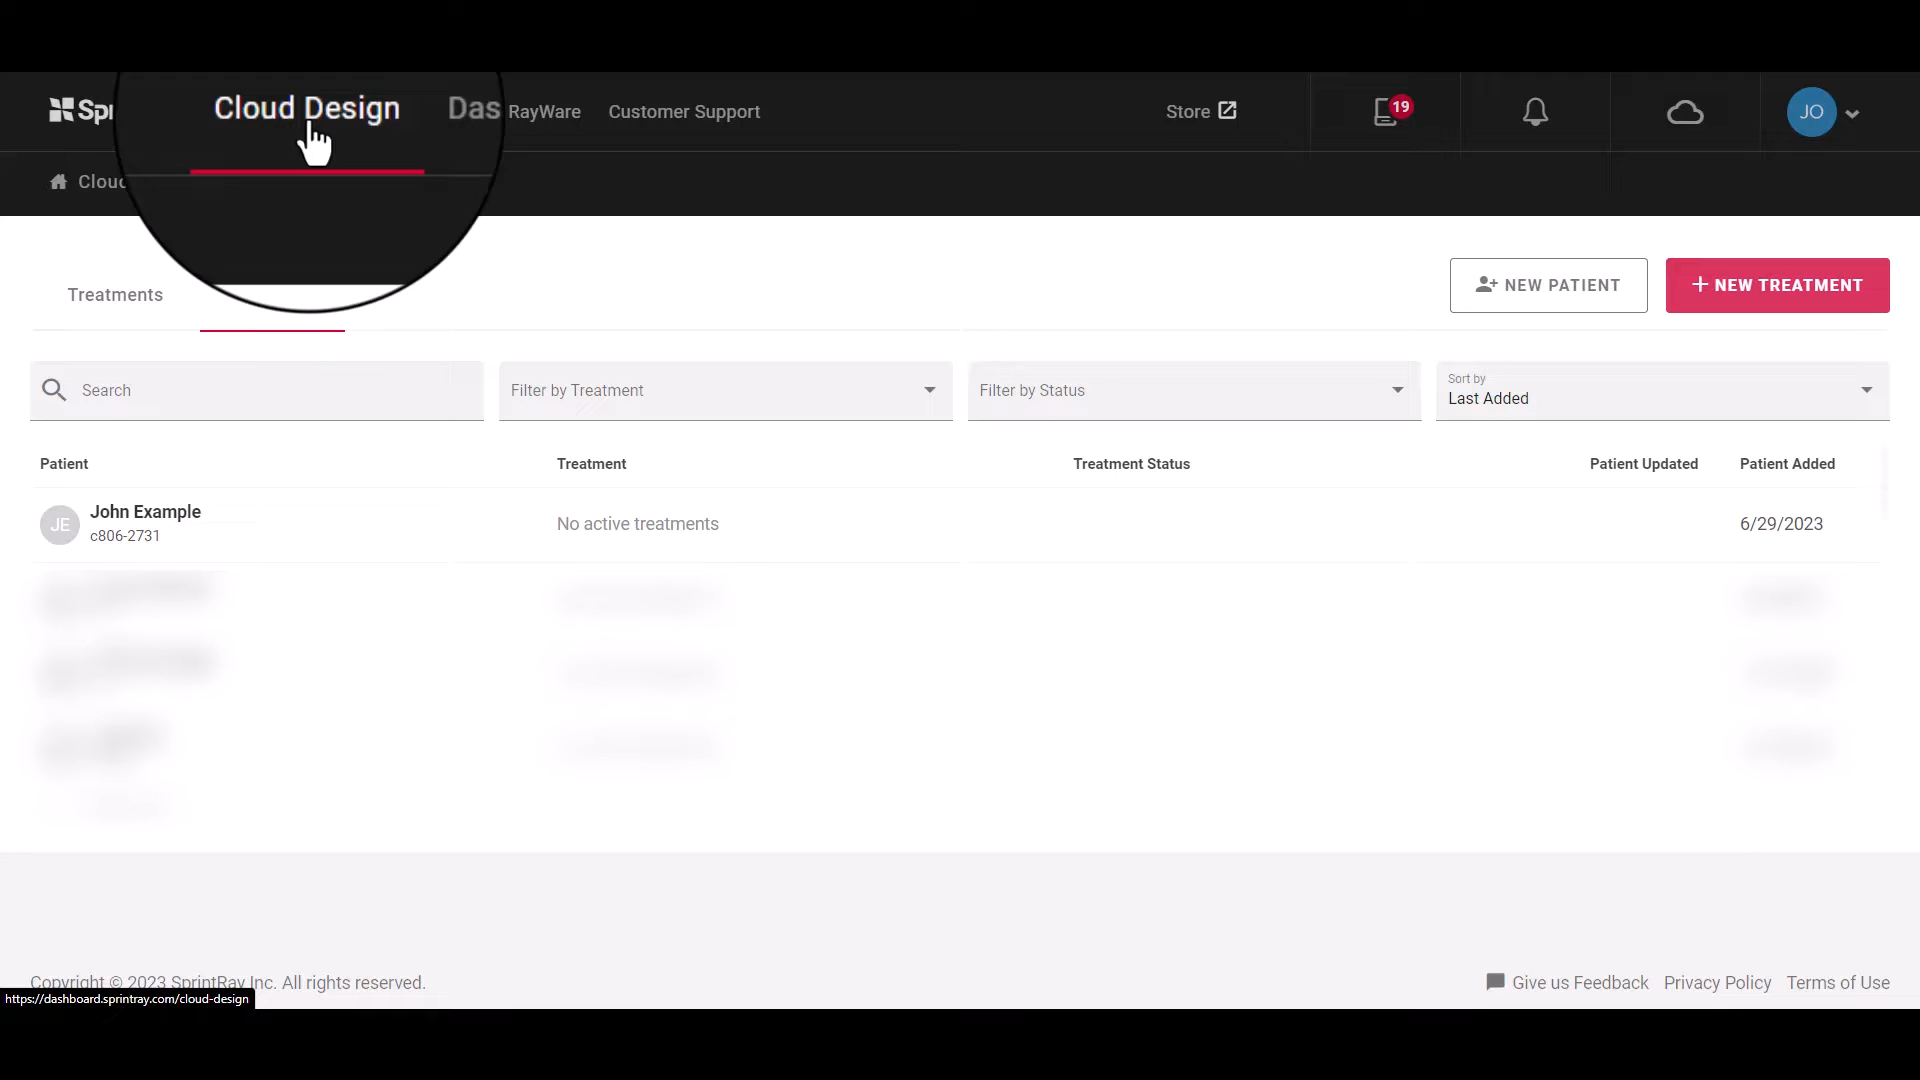 Cloud Design
Das
RayWare
Customer Support
Store
19
JO
Treatments
NEW PATIENT
NEW TREATMENT
Search
Filter by Treatment
Filter by Status
Sort by
Last Added
Patient
Treatment
Treatment Status
Patient Updated
Patient Added
JE
John Example
c806-2731
No active treatments
6/29/2023
Copyright © 2023 SprintRay Inc. All rights reserved.
Give us Feedback
Privacy Policy
Terms of Use
https://dashboard.sprintray.com/cloud-design